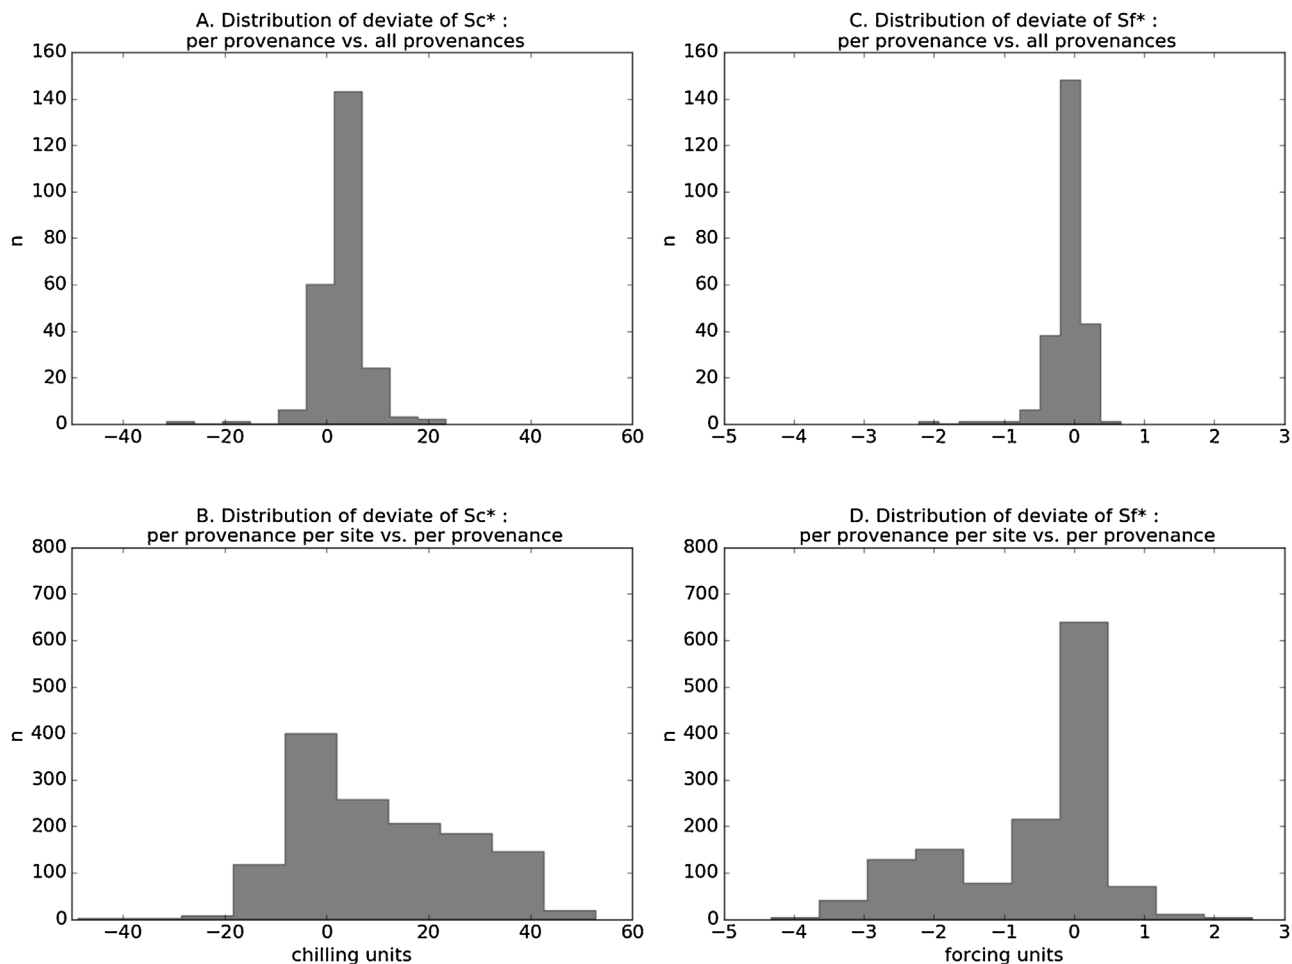 A. Distribution of deviate of Sc* :
per provenance vs. all provenances
160
140
120
100
80
60
40
20
0
n
−40 −20 0 20 40 60
C. Distribution of deviate of Sf* :
per provenance vs. all provenances
160
140
120
100
80
60
40
20
0
n
−5 −4 −3 −2 −1 0 1 2 3
B. Distribution of deviate of Sc* :
per provenance per site vs. per provenance
800
700
600
500
400
300
200
100
0
n
−40 −20 0 20 40 60
chilling units
D. Distribution of deviate of Sf* :
per provenance per site vs. per provenance
800
700
600
500
400
300
200
100
0
n
−5 −4 −3 −2 −1 0 1 2 3
forcing units